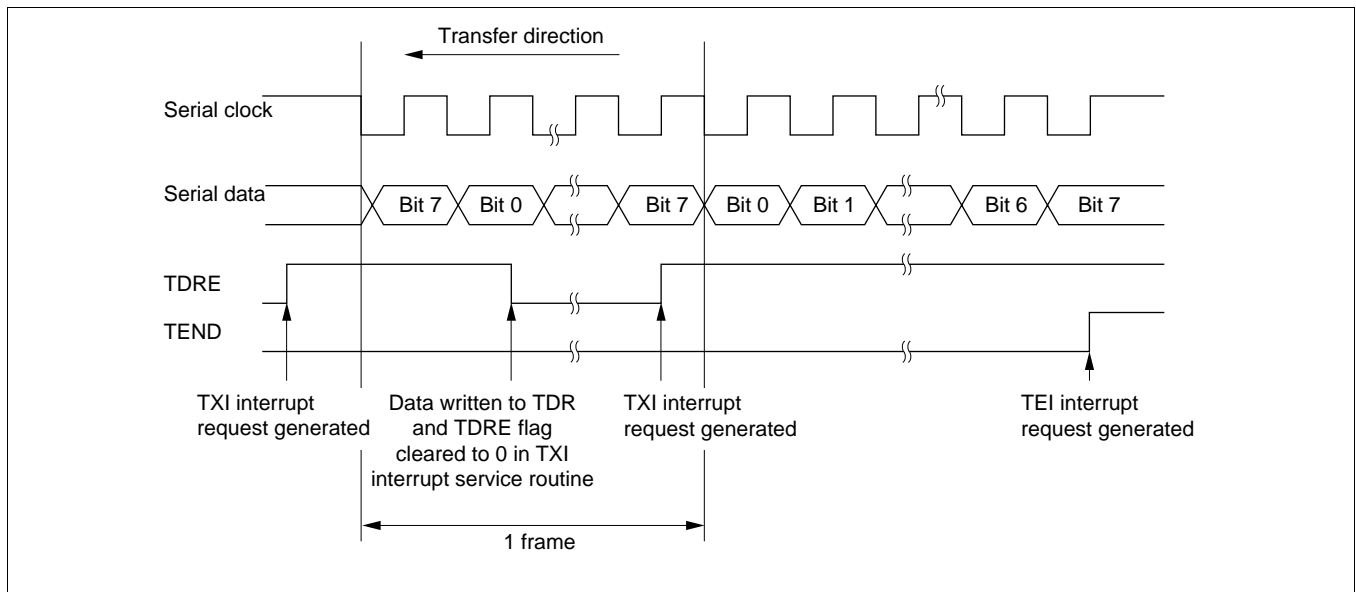 Transfer direction
Serial clock
Serial data
Bit 7 Bit 0 Bit 7 Bit 0 Bit 1 Bit 6 Bit 7
TDRE
TEND
TXI interrupt
request generated
Data written to TDR
and TDRE flag
cleared to 0 in TXI
interrupt service routine
TXI interrupt
request generated
TEI interrupt
request generated
1 frame